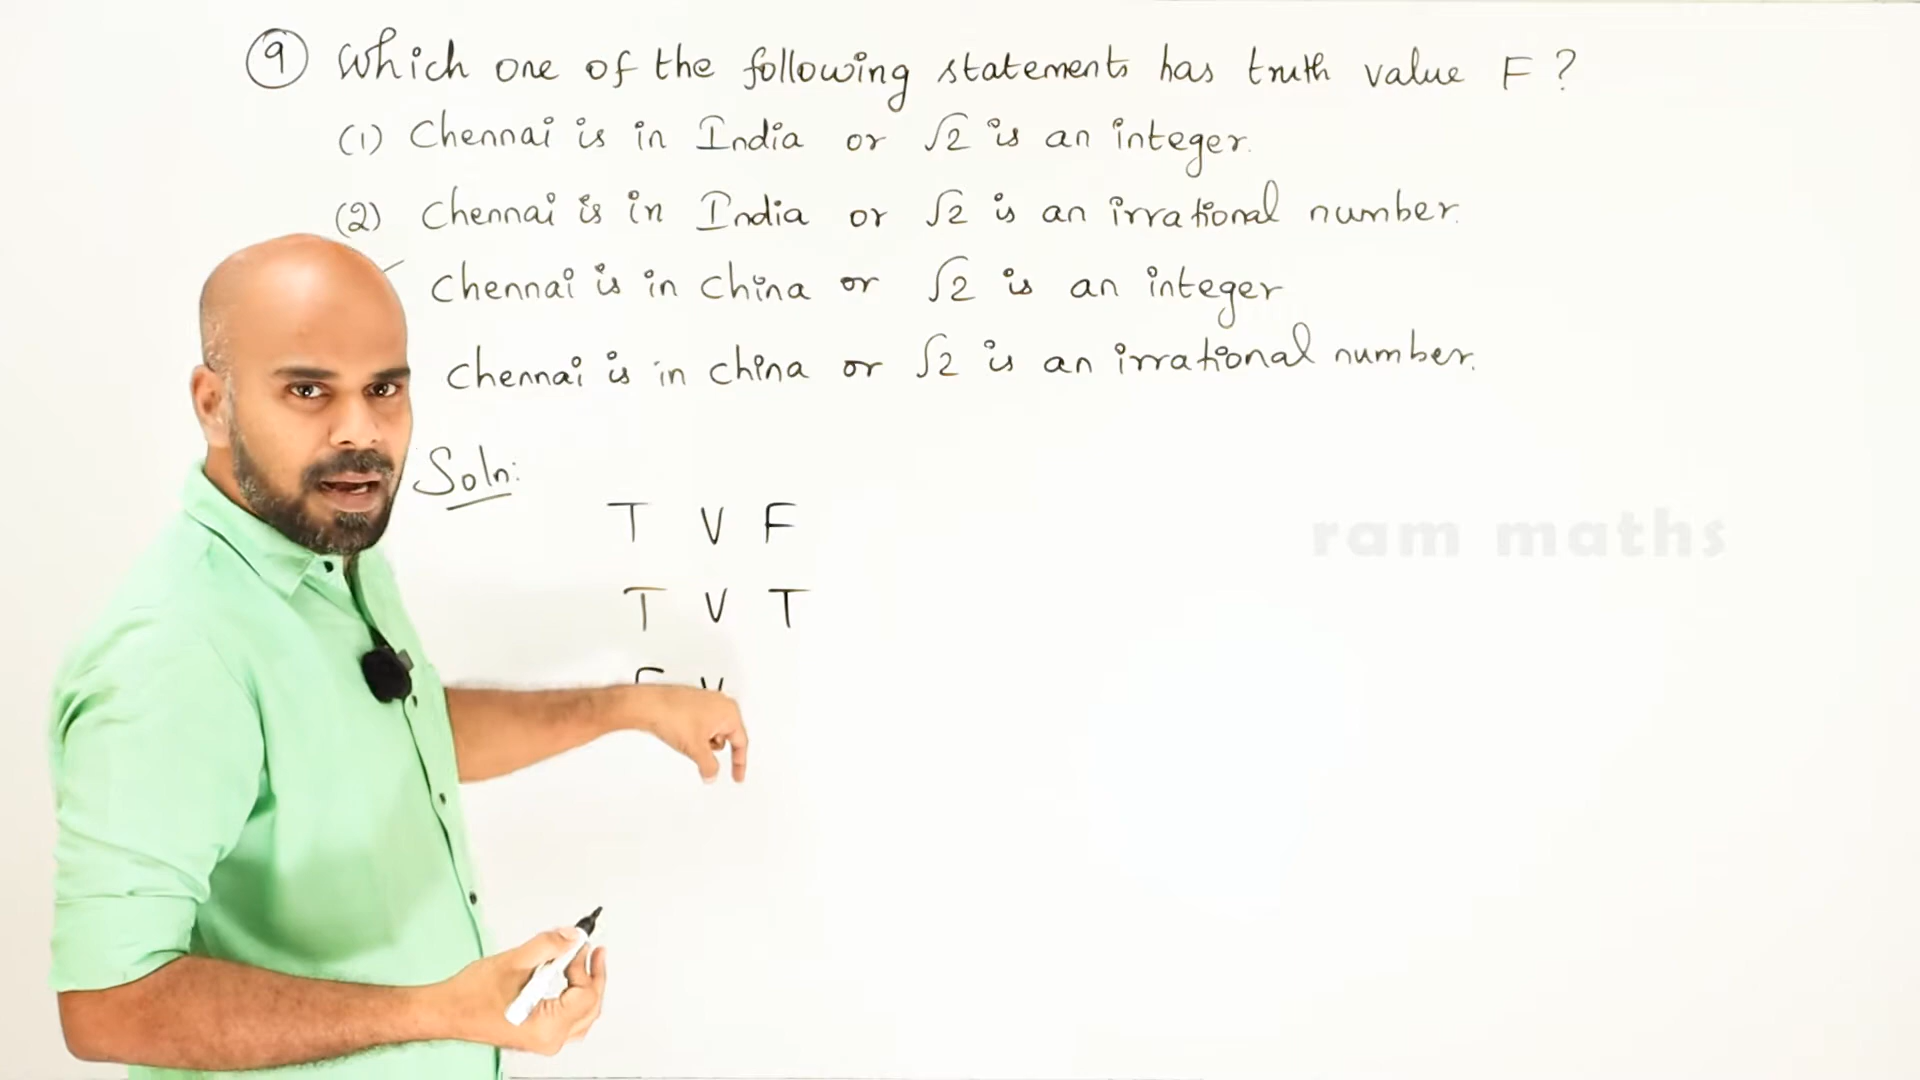 9 Which one of the following statements has truth value F?
(1) Chennai is in India or √2 is an integer.
(2) Chennai is in India or √2 is an irrational number.
Chennai is in China or √2 is an integer
Chennai is in china or √2 is an irrational number.
Soln:
T V F
ram maths
T V T